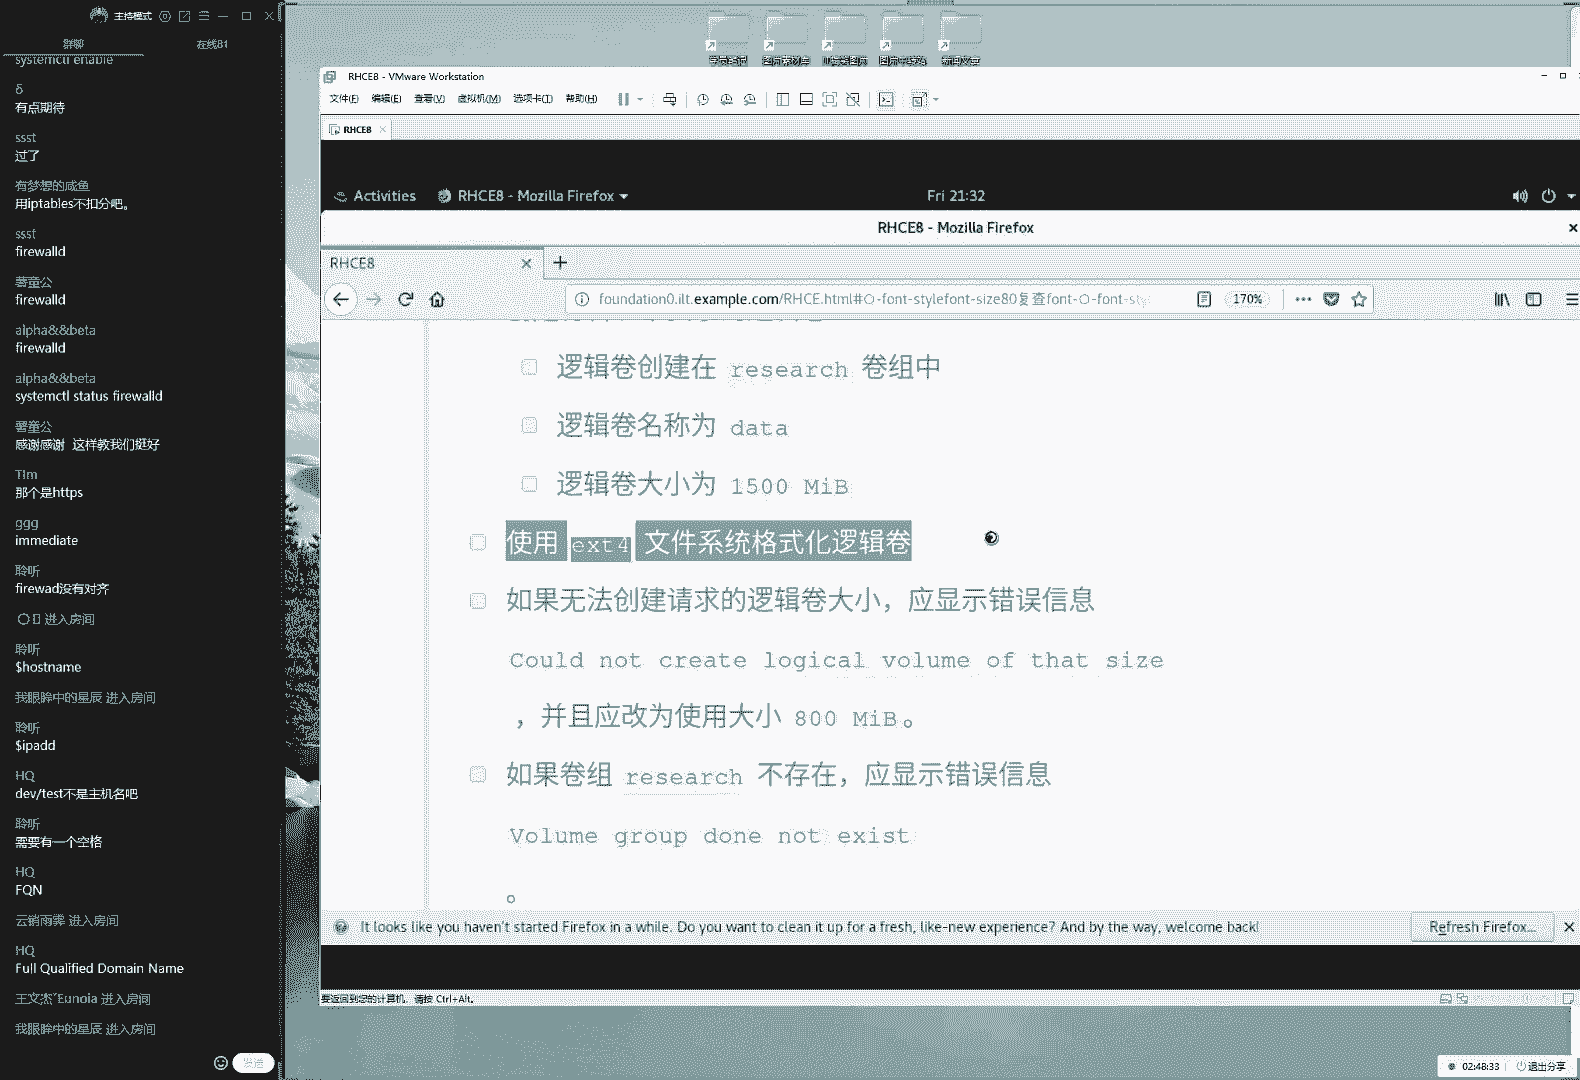 主持模式
群聊
在线81
systemctl enable
δ
有点期待
ssst
过了
有梦想的咸鱼
用iptables不扣分吧。
ssst
firewalld
薯童公
firewalld
alpha&&beta
firewalld
alpha&&beta
systemctl status firewalld
薯童公
感谢感谢 这样教我们挺好
Tim
那个是https
ggg
immediate
聆听
firewad没有对齐
进入房间
聆听
$hostname
我眼眸中的星辰 进入房间
聆听
$ipadd
HQ
dev/test不是主机名吧
聆听
需要有一个空格
HQ
FQN
云销雨霁 进入房间
HQ
Full Qualified Domain Name
王文杰˘Eunoia 进入房间
我眼眸中的星辰 进入房间
发送
RHCE8 - VMware Workstation
文件(F) 编辑(E) 查看(V) 虚拟机(M) 选项卡(T) 帮助(H)
RHCE8
Activities
RHCE8 - Mozilla Firefox
Fri 21:32
RHCE8 - Mozilla Firefox
RHCE8
foundation0.ilt.example.com/RHCE.html#○-font-stylefont-size80复查font-○-font-sty
170%
逻辑卷创建在 research 卷组中
逻辑卷名称为 data
逻辑卷大小为 1500 MiB
使用 ext4 文件系统格式化逻辑卷
如果无法创建请求的逻辑卷大小，应显示错误信息
Could not create logical volume of that size
，并且应改为使用大小 800 MiB。
如果卷组 research 不存在，应显示错误信息
Volume group done not exist
。
It looks like you haven't started Firefox in a while. Do you want to clean it up for a fresh, like-new experience? And by the way, welcome back!
Refresh Firefox...
要返回到您的计算机，请按 Ctrl+Alt。
02:48:33
退出分享